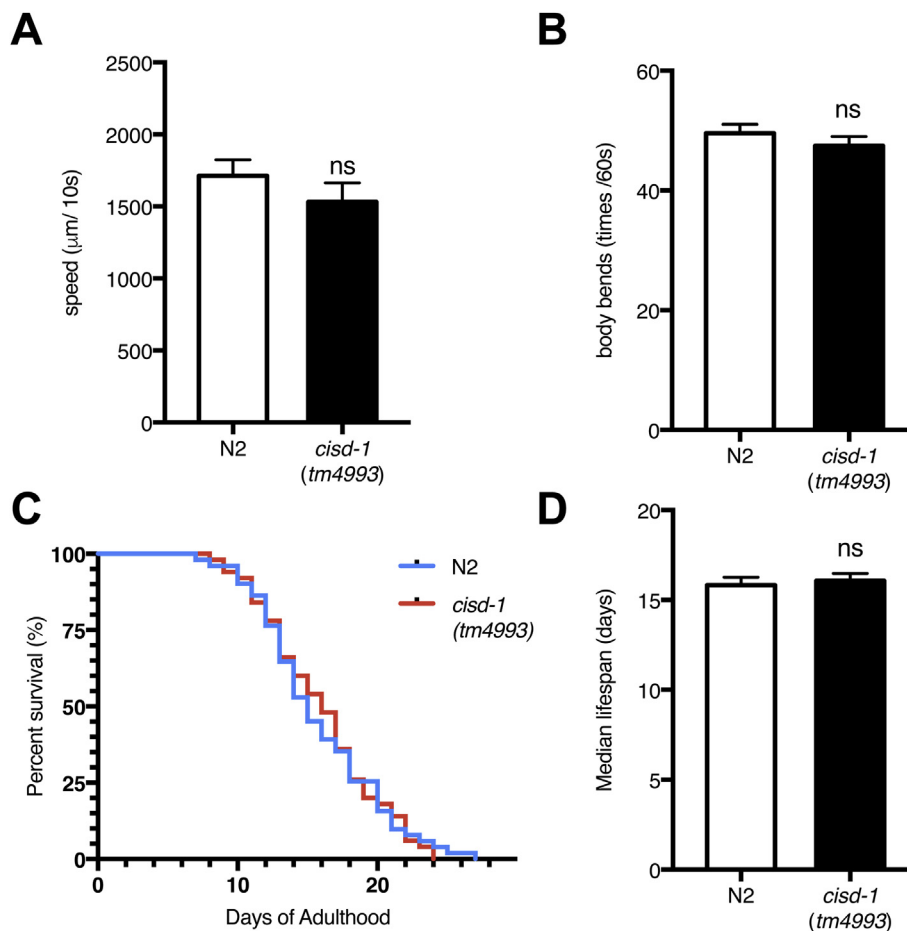 A
speed (μm/ 10s)
2500
2000
1500
1000
500
0
ns
N2
cisd-1
(tm4993)
B
body bends (times /60s)
60
40
20
0
ns
N2
cisd-1
(tm4993)
C
Percent survival (%)
100
75
50
25
0
0 10 20
Days of Adulthood
N2
cisd-1
(tm4993)
D
Median lifespan (days)
20
15
16
5
0
ns
N2
cisd-1
(tm4993)